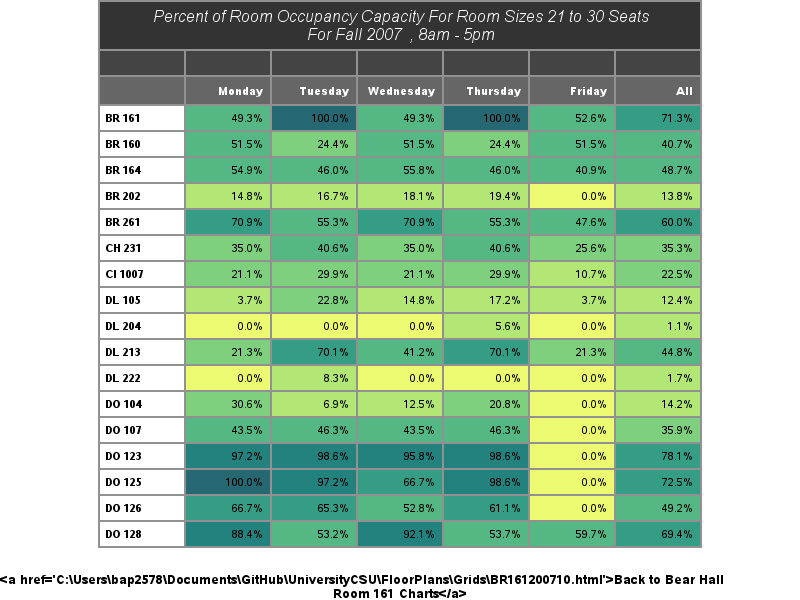 Percent of Room Occupancy Capacity For Room Sizes 21 to 30 Seats
For Fall 2007 , 8am - 5pm
Monday Tuesday Wednesday Thursday Friday All
BR 161 49.3% 100.0% 49.3% 100.0% 52.6% 71.3%
BR 160 51.5% 24.4% 51.5% 24.4% 51.5% 40.7%
BR 164 54.9% 46.0% 55.8% 46.0% 40.9% 48.7%
BR 202 14.8% 16.7% 18.1% 19.4% 0.0% 13.8%
BR 261 70.9% 55.3% 70.9% 55.3% 47.6% 60.0%
CH 231 35.0% 40.6% 35.0% 40.6% 25.6% 35.3%
CI 1007 21.1% 29.9% 21.1% 29.9% 10.7% 22.5%
DL 105 3.7% 22.8% 14.8% 17.2% 3.7% 12.4%
DL 204 0.0% 0.0% 0.0% 5.6% 0.0% 1.1%
DL 213 21.3% 70.1% 41.2% 70.1% 21.3% 44.8%
DL 222 0.0% 8.3% 0.0% 0.0% 0.0% 1.7%
DO 104 30.6% 6.9% 12.5% 20.8% 0.0% 14.2%
DO 107 43.5% 46.3% 43.5% 46.3% 0.0% 35.9%
DO 123 97.2% 98.6% 95.8% 98.6% 0.0% 78.1%
DO 125 100.0% 97.2% 66.7% 98.6% 0.0% 72.5%
DO 126 66.7% 65.3% 52.8% 61.1% 0.0% 49.2%
DO 128 88.4% 53.2% 92.1% 53.7% 59.7% 69.4%
<a href='C:\Users\bap2578\Documents\GitHub\UniversityCSU\FloorPlans\Grids\BR161200710.html'>Back to Bear Hall
Room 161 Charts</a>